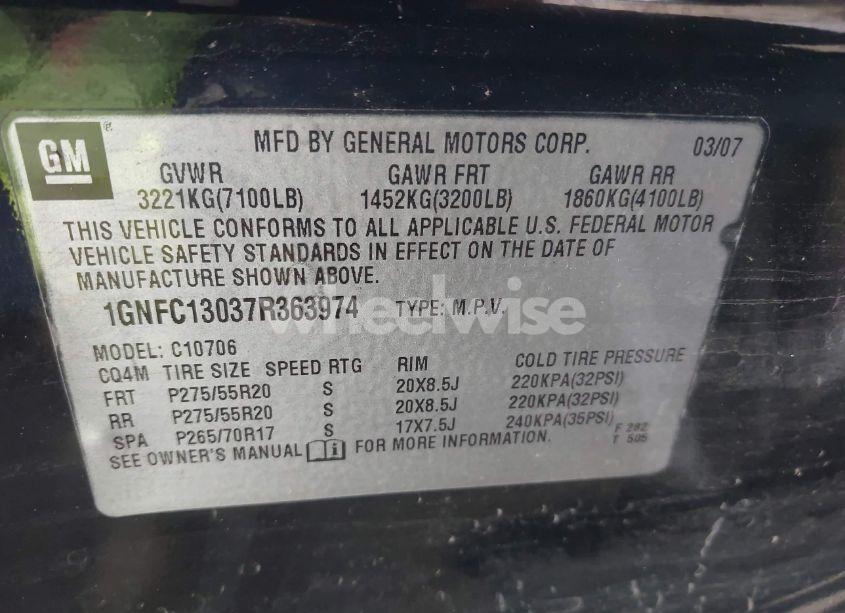 GM ®
MFD BY GENERAL MOTORS CORP. 03/07
GVWR GAWR FRT GAWR RR
3221KG(7100LB) 1452KG(3200LB) 1860KG(4100LB)
THIS VEHICLE CONFORMS TO ALL APPLICABLE U.S. FEDERAL MOTOR
VEHICLE SAFETY STANDARDS IN EFFECT ON THE DATE OF
MANUFACTURE SHOWN ABOVE.
1GNFC13037R363974 TYPE: M.P.V.
wheelwise
MODEL: C10706
CQ4M TIRE SIZE SPEED RTG RIM COLD TIRE PRESSURE
FRT P275/55R20 S 20X8.5J 220KPA(32PSI)
RR P275/55R20 S 20X8.5J 220KPA(32PSI)
SPA P265/70R17 S 17X7.5J 240KPA(35PSI)
SEE OWNER'S MANUAL FOR MORE INFORMATION.
F 282
T 505